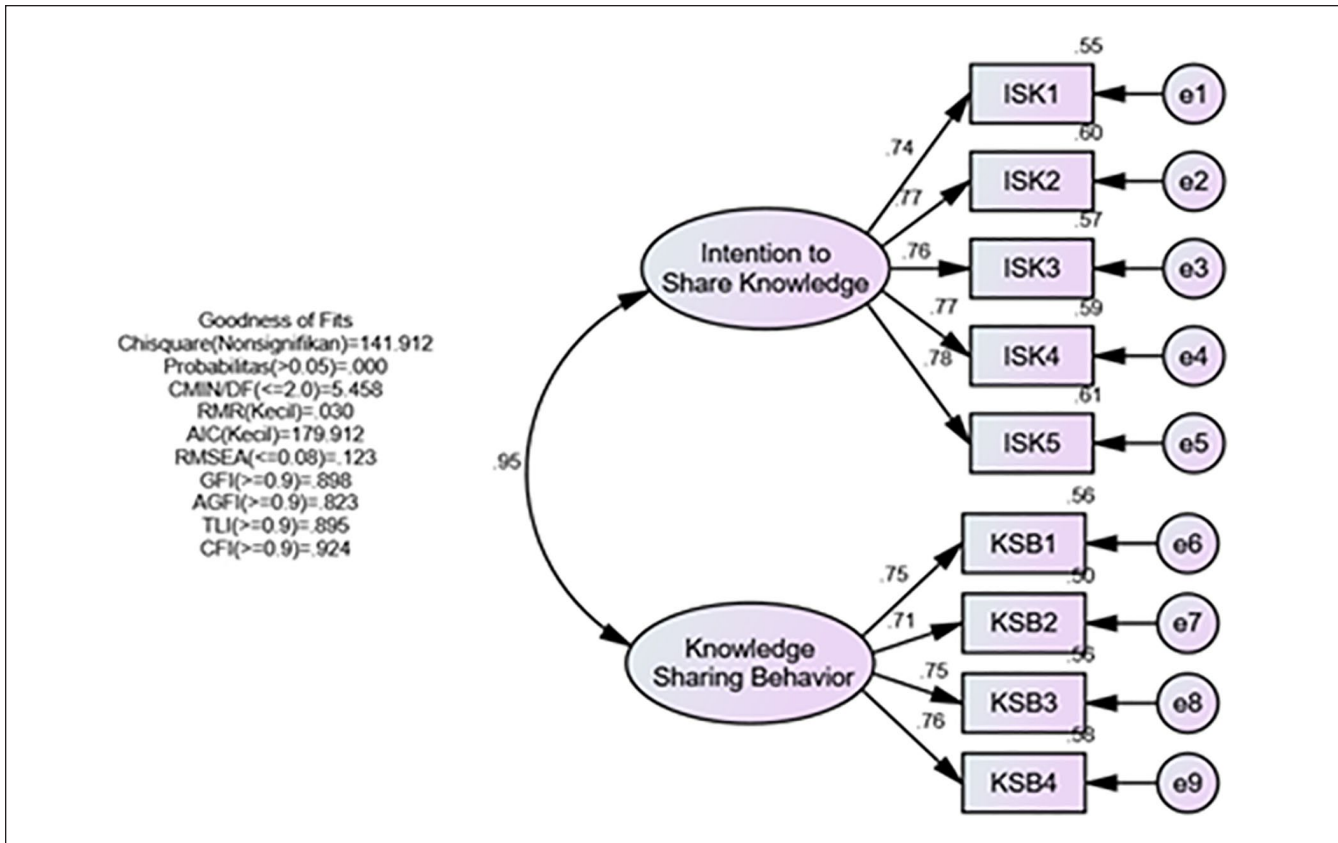 Goodness of Fits
Chisquare(Nonsignifikan)=141.912
Probabilitas(>0.05)=.000
CMIN/DF(<=2.0)=5.458
RMR(Kecil)=.030
AIC(Kecil)=179.912
RMSEA(<=0.08)=.123
GFI(>=0.9)=.898
AGFI(>=0.9)=.823
TLI(>=0.9)=.895
CFI(>=0.9)=.924
.95
Intention to
Share Knowledge
.74
.77
.76
.77
.78
.55
ISK1
e1
.60
ISK2
e2
.57
ISK3
e3
.59
ISK4
e4
.61
ISK5
e5
Knowledge
Sharing Behavior
.75
.71
.75
.76
.56
KSB1
e6
.50
KSB2
e7
.56
KSB3
e8
.58
KSB4
e9